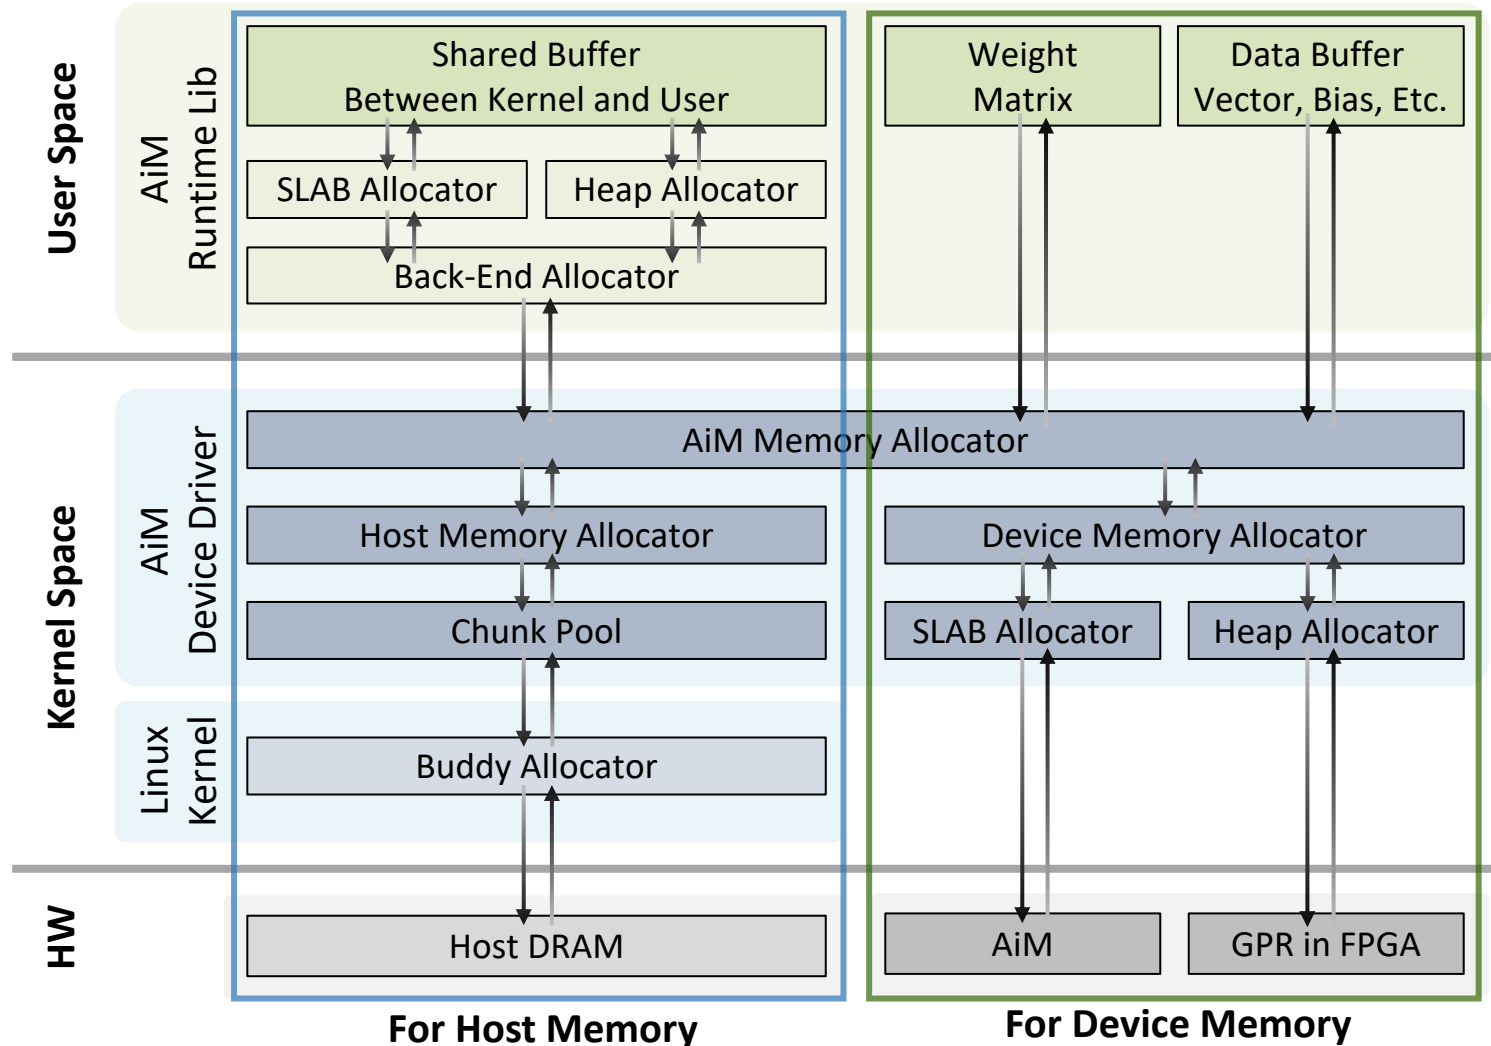 User Space
AiM
Runtime Lib
Shared Buffer
Between Kernel and User
SLAB Allocator
Heap Allocator
Back-End Allocator
Weight
Matrix
Data Buffer
Vector, Bias, Etc.
Kernel Space
AiM
Device Driver
AiM Memory Allocator
Host Memory Allocator
Device Memory Allocator
Chunk Pool
SLAB Allocator
Heap Allocator
Linux
Kernel
Buddy Allocator
HW
Host DRAM
AiM
GPR in FPGA
For Host Memory
For Device Memory